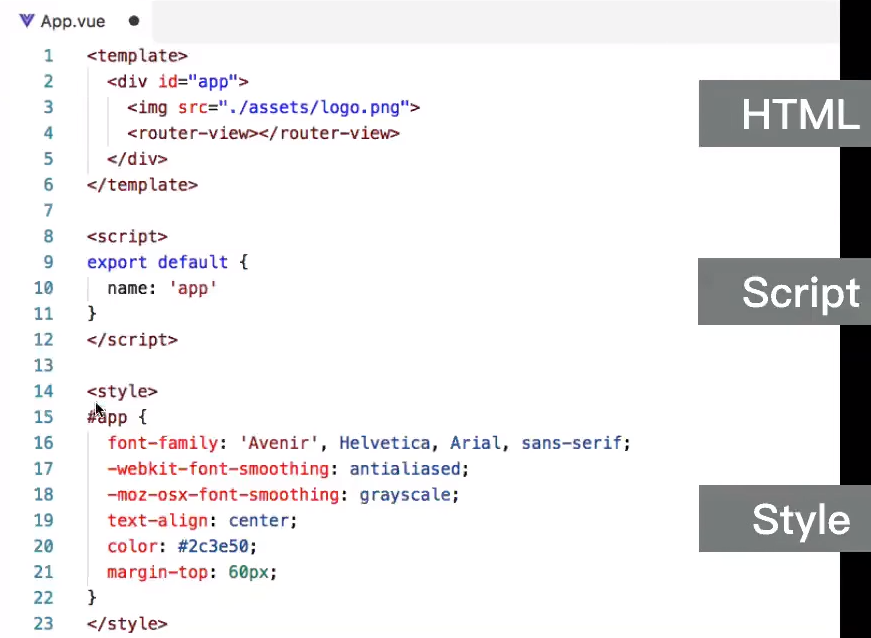 App.vue
1 <template>
2 <div id="app">
3 <img src="./assets/logo.png">
4 <router-view></router-view>
5 </div>
6 </template>
7
8 <script>
9 export default {
10 name: 'app'
11 }
12 </script>
13
14 <style>
15 #app {
16 font-family: 'Avenir', Helvetica, Arial, sans-serif;
17 -webkit-font-smoothing: antialiased;
18 -moz-osx-font-smoothing: grayscale;
19 text-align: center;
20 color: #2c3e50;
21 margin-top: 60px;
22 }
23 </style>
HTML
Script
Style